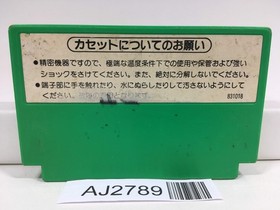 カセットについてのお願い
●精密機器ですので、極端な温度条件下での使用や保管および強い
ショックをさけてください。また、絶対に分解しないでください。
●端子部に手を触れたり、水にぬらしたりして汚さないようにして
ください。
631018
AJ2789